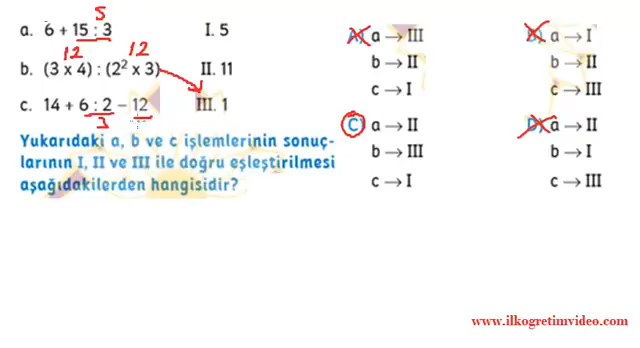 5
a. 6 + 15 : 3 I. 5
12 12
b. (3 x 4) : (2² x 3) II. 11
c. 14 + 6 : 2 – 12 III. 1
3
Yukarıdaki a, b ve c işlemlerinin sonuç-
larının I, II ve III ile doğru eşleştirilmesi
aşağıdakilerden hangisidir?
A) a → III
b → II
c → I
B) a → I
b → II
c → III
C) a → II
b → III
c → I
D) a → II
b → I
c → III
www.ilkogretimvideo.com